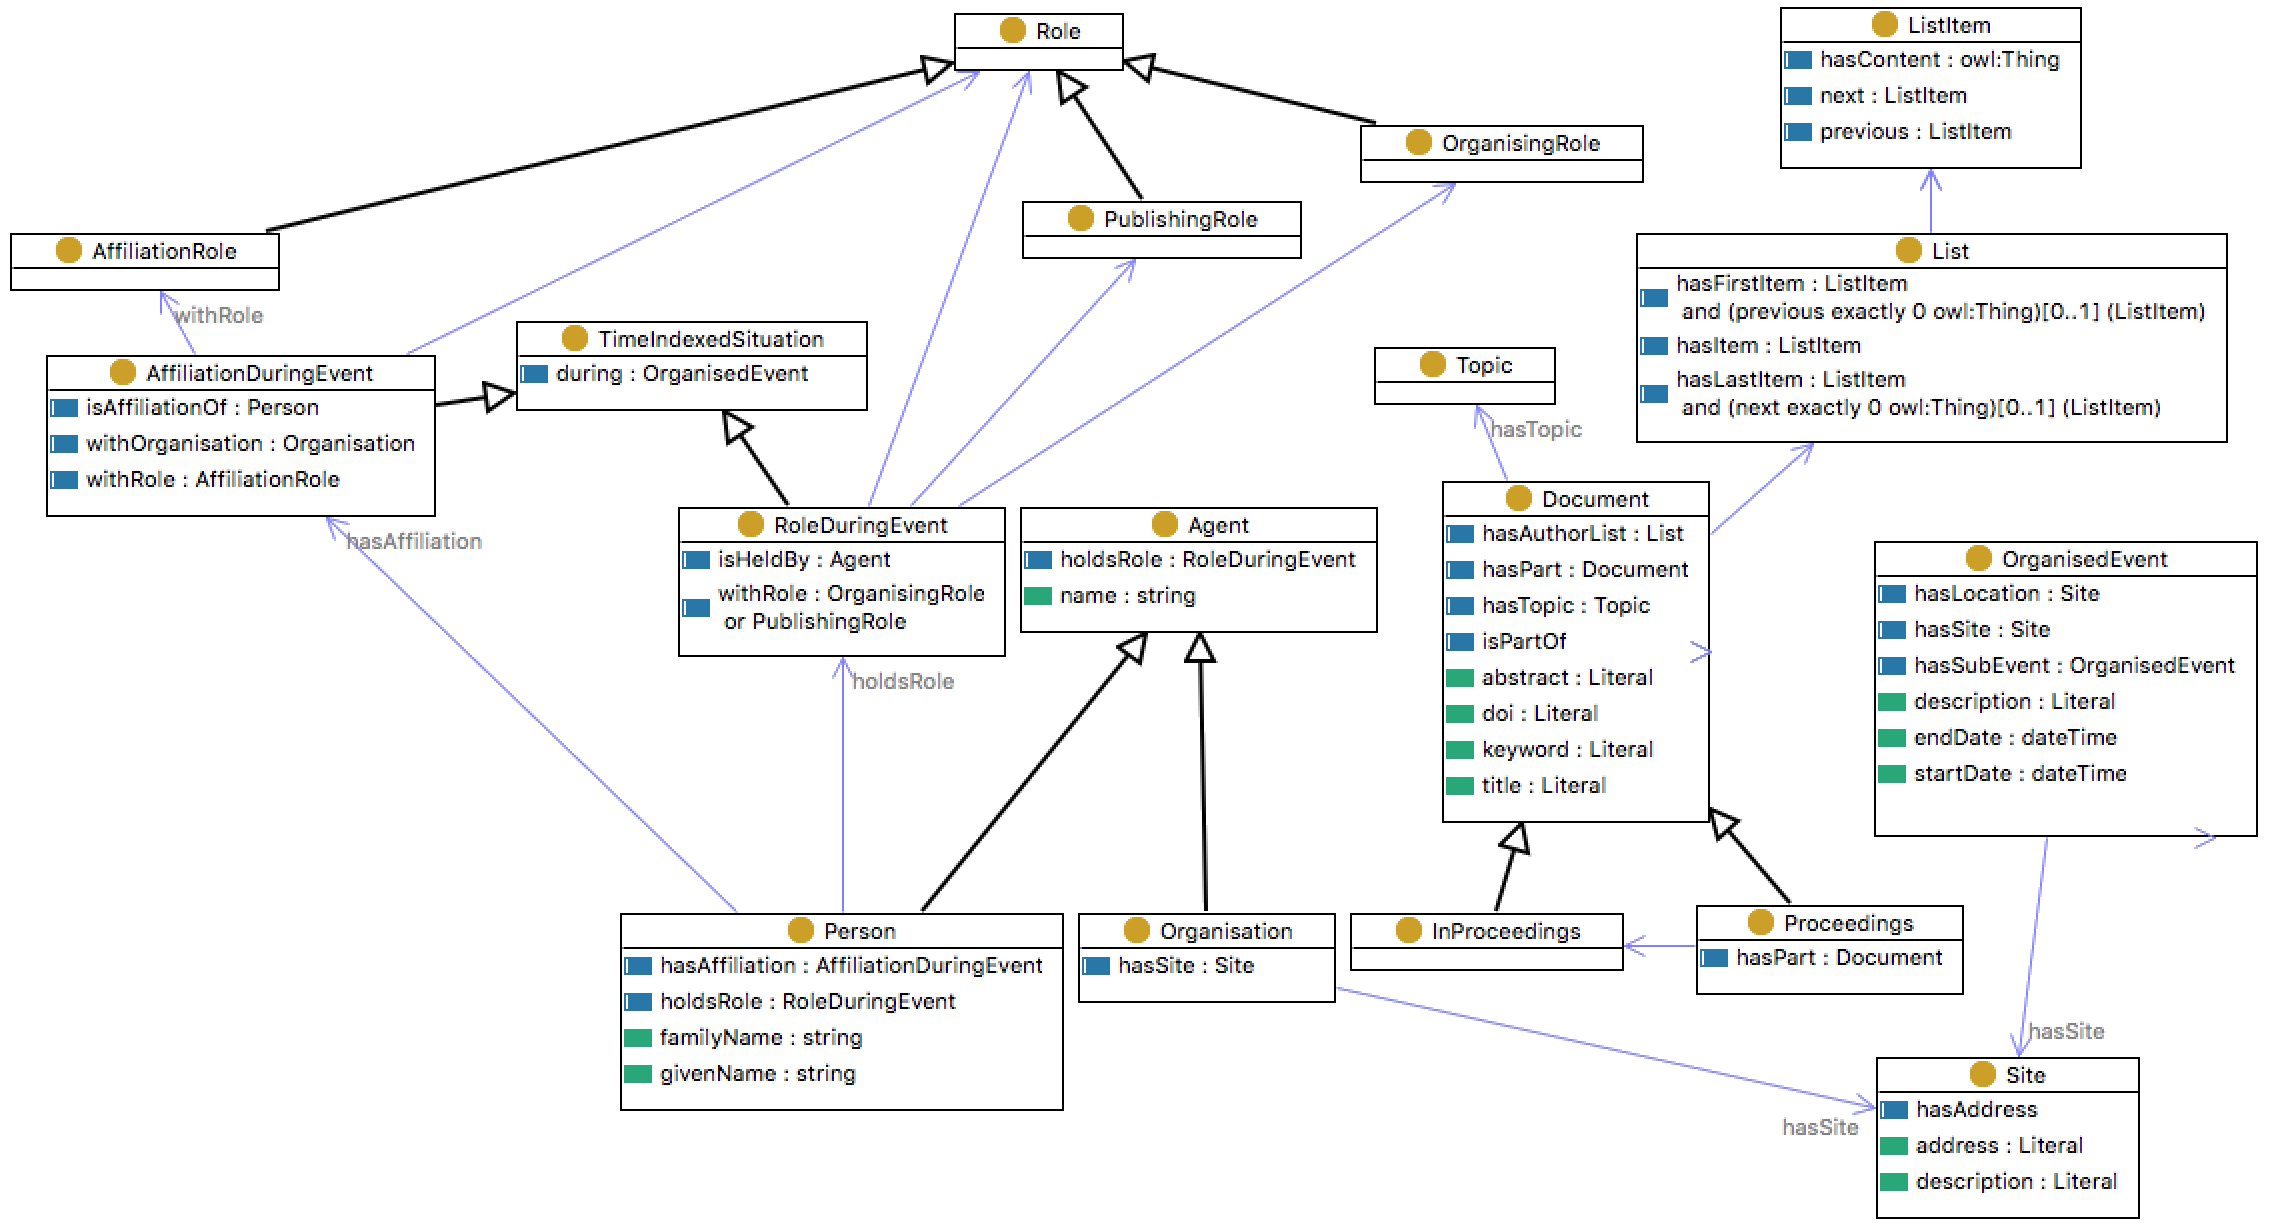 Role
ListItem
hasContent : owl:Thing
next : ListItem
previous : ListItem
OrganisingRole
PublishingRole
AffiliationRole
withRole
List
hasFirstItem : ListItem
and (previous exactly 0 owl:Thing)[0..1] (ListItem)
hasItem : ListItem
hasLastItem : ListItem
and (next exactly 0 owl:Thing)[0..1] (ListItem)
TimeIndexedSituation
during : OrganisedEvent
AffiliationDuringEvent
isAffiliationOf : Person
withOrganisation : Organisation
withRole : AffiliationRole
hasAffiliation
Topic
hasTopic
RoleDuringEvent
isHeldBy : Agent
withRole : OrganisingRole
or PublishingRole
holdsRole
Agent
holdsRole : RoleDuringEvent
name : string
Document
hasAuthorList : List
hasPart : Document
hasTopic : Topic
isPartOf
abstract : Literal
doi : Literal
keyword : Literal
title : Literal
OrganisedEvent
hasLocation : Site
hasSite : Site
hasSubEvent : OrganisedEvent
description : Literal
endDate : dateTime
startDate : dateTime
Person
hasAffiliation : AffiliationDuringEvent
holdsRole : RoleDuringEvent
familyName : string
givenName : string
Organisation
hasSite : Site
InProceedings
Proceedings
hasPart : Document
hasSite
hasSite
Site
hasAddress
address : Literal
description : Literal